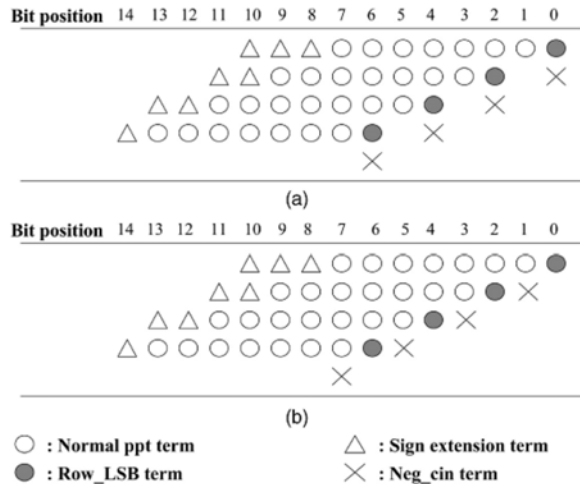 Bit position 14 13 12 11 10 9 8 7 6 5 4 3 2 1 0
(a)
Bit position 14 13 12 11 10 9 8 7 6 5 4 3 2 1 0
(b)
: Normal ppt term : Sign extension term
: Row_LSB term : Neg_cin term